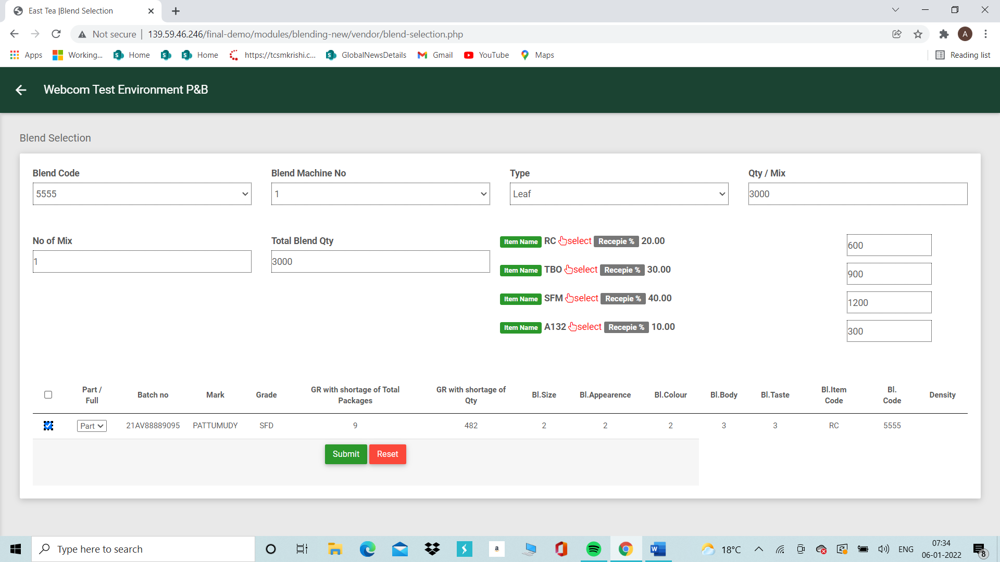 East Tea |Blend Selection
Not secure | 139.59.46.246/final-demo/modules/blending-new/vendor/blend-selection.php
A
Apps Working... Home Home https://tcsmkrishi.c... GlobalNewsDetails Gmail YouTube Maps Reading list
Webcom Test Environment P&B
Blend Selection
Blend Code Blend Machine No Type Qty / Mix
5555 1 Leaf 3000
No of Mix Total Blend Qty
1 3000
Item Name RC select Recepie % 20.00 600
Item Name TBO select Recepie % 30.00 900
Item Name SFM select Recepie % 40.00 1200
Item Name A132 select Recepie % 10.00 300
Part / Full Batch no Mark Grade GR with shortage of Total Packages GR with shortage of Qty Bl.Size Bl.Appearence Bl.Colour Bl.Body Bl.Taste Bl.Item Code Bl. Code Density
Part 21AV88889095 PATTUMUDY SFD 9 482 2 2 2 3 3 RC 5555
Submit Reset
Type here to search
a
W
18°C
ENG
07:34
06-01-2022
8